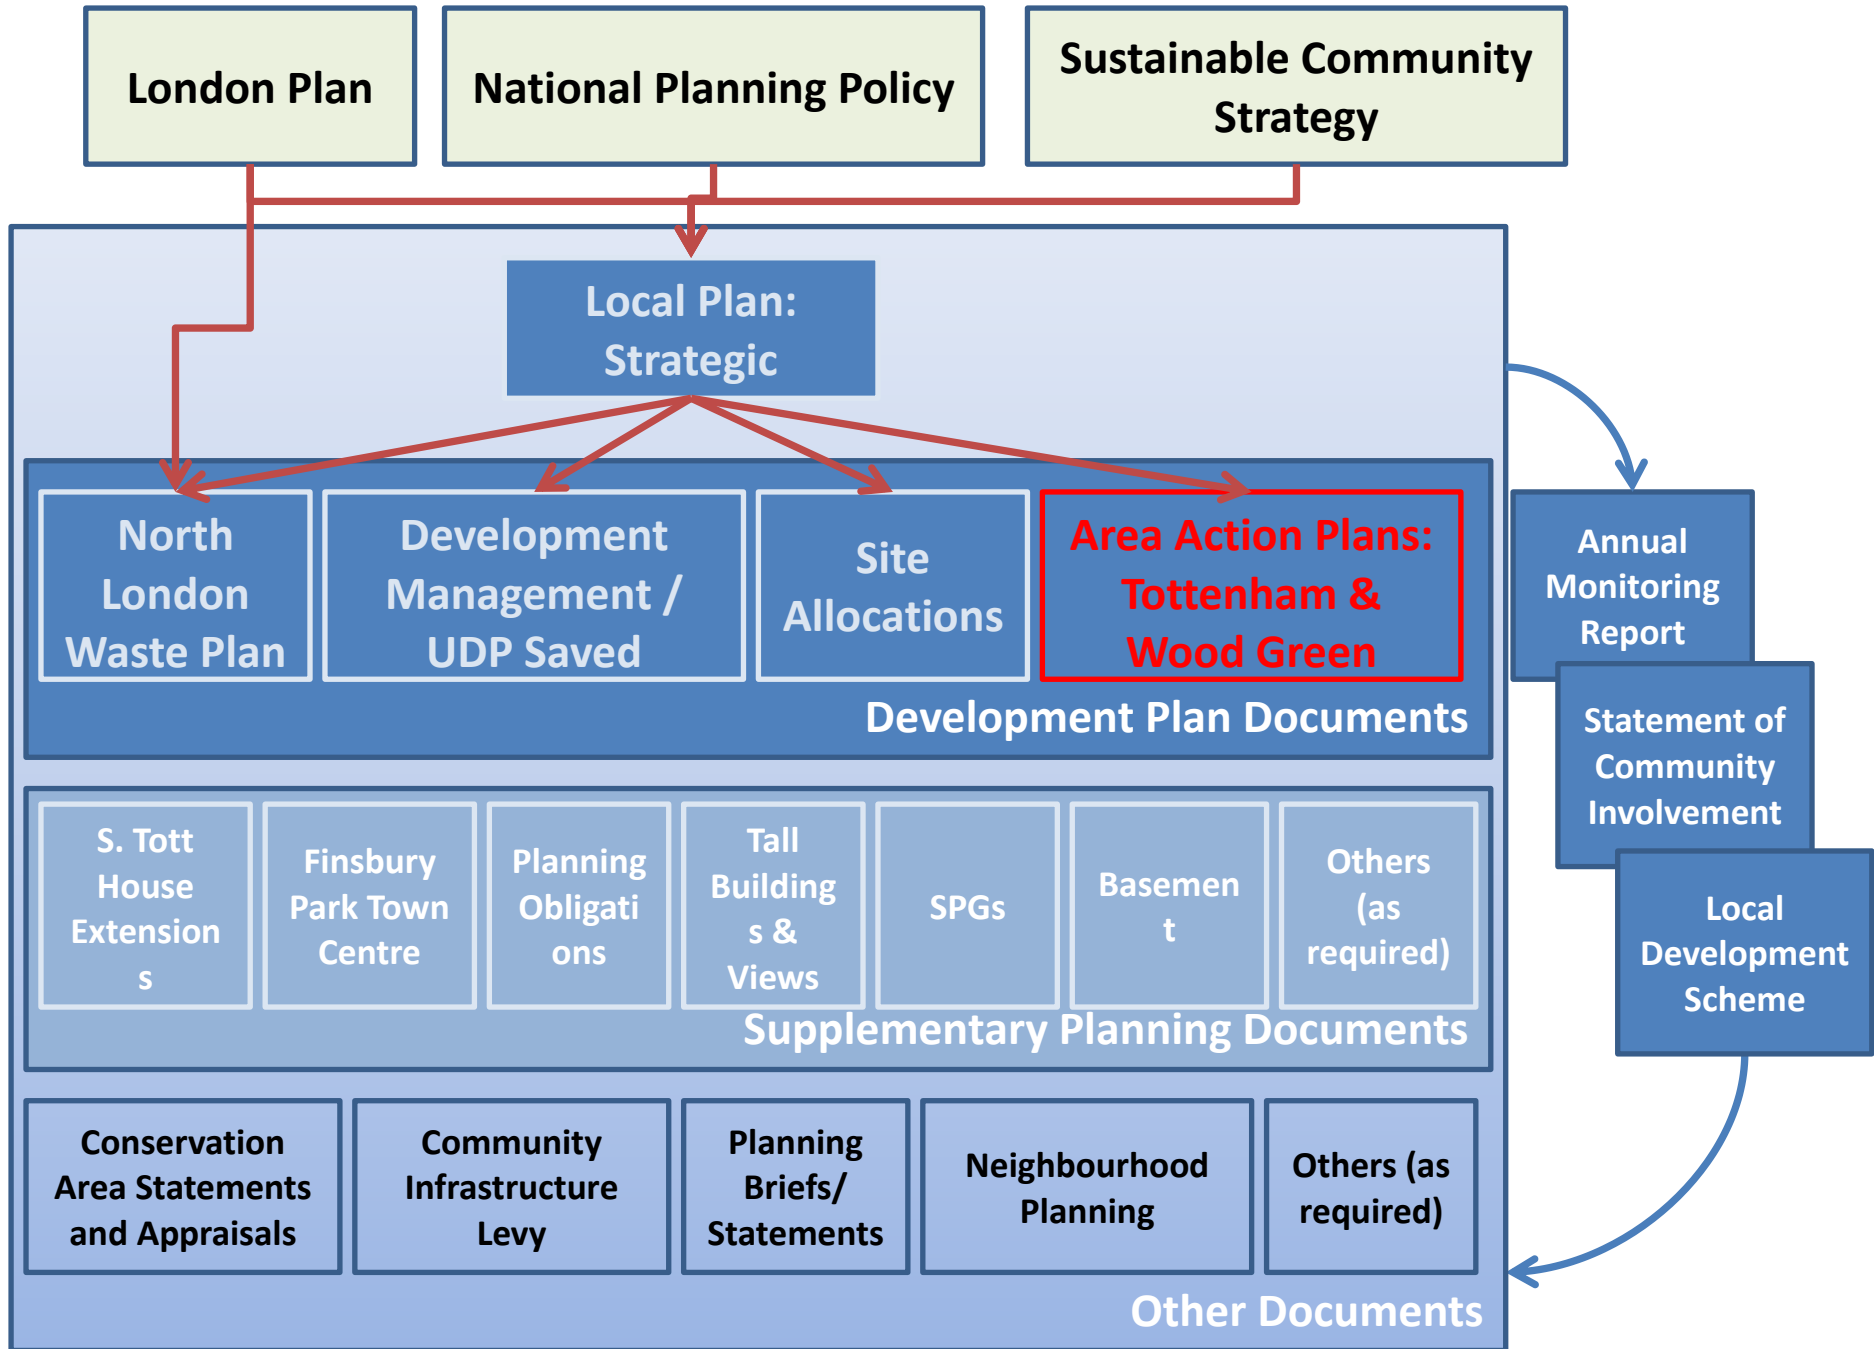 London Plan
National Planning Policy
Sustainable Community
Strategy
Local Plan:
Strategic
North
London
Waste Plan
Development
Management /
UDP Saved
Site
Allocations
Area Action Plans:
Tottenham &
Wood Green
Development Plan Documents
S. Tott
House
Extension
s
Finsbury
Park Town
Centre
Planning
Obligati
ons
Tall
Building
s &
Views
SPGs
Basemen
t
Others
(as
required)
Supplementary Planning Documents
Conservation
Area Statements
and Appraisals
Community
Infrastructure
Levy
Planning
Briefs/
Statements
Neighbourhood
Planning
Others (as
required)
Other Documents
Annual
Monitoring
Report
Statement of
Community
Involvement
Local
Development
Scheme